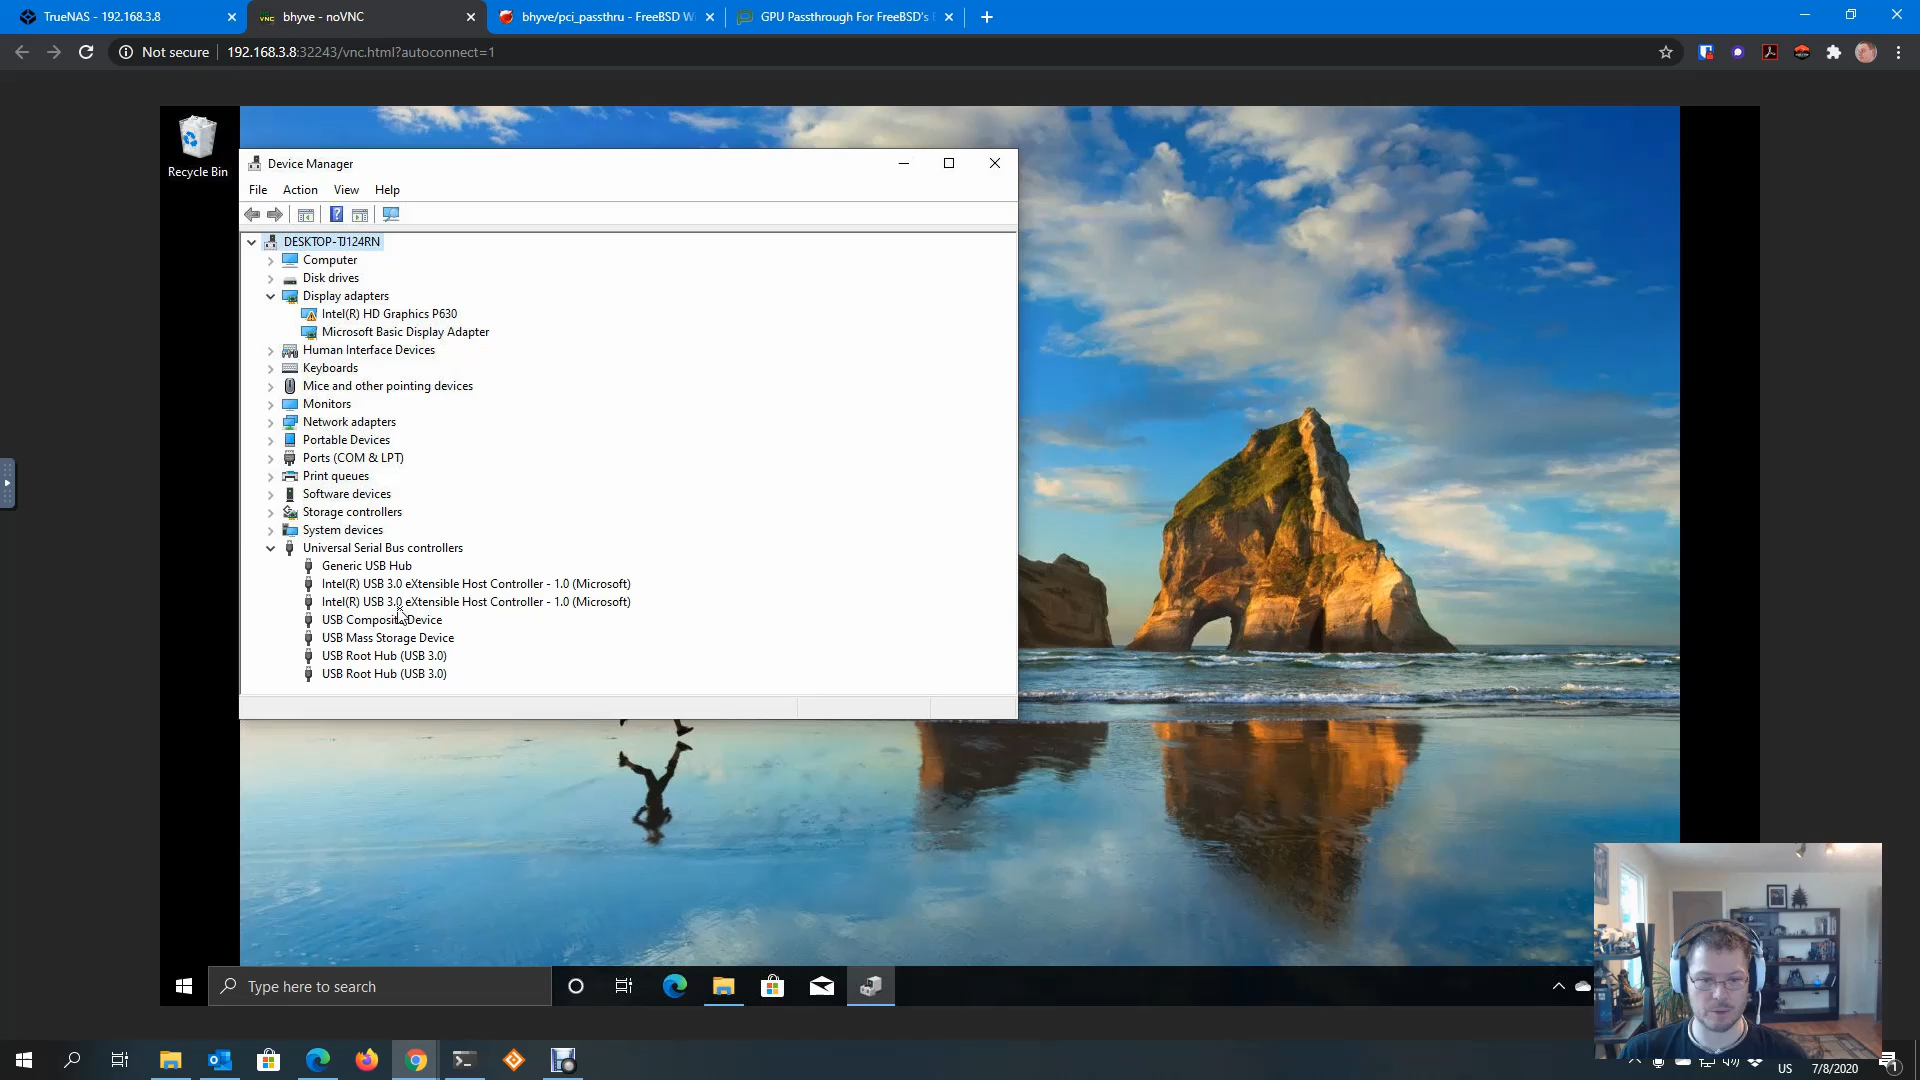 TrueNAS - 192.168.3.8
bhyve - noVNC
bhyve/pci_passthru - FreeBSD Wi
GPU Passthrough For FreeBSD's
Not secure
192.168.3.8:32243/vnc.html?autoconnect=1
Recycle Bin
Device Manager
File Action View Help
DESKTOP-TJ124RN
Computer
Disk drives
Display adapters
Intel(R) HD Graphics P630
Microsoft Basic Display Adapter
Human Interface Devices
Keyboards
Mice and other pointing devices
Monitors
Network adapters
Portable Devices
Ports (COM & LPT)
Print queues
Software devices
Storage controllers
System devices
Universal Serial Bus controllers
Generic USB Hub
Intel(R) USB 3.0 eXtensible Host Controller - 1.0 (Microsoft)
Intel(R) USB 3.0 eXtensible Host Controller - 1.0 (Microsoft)
USB Composite Device
USB Mass Storage Device
USB Root Hub (USB 3.0)
USB Root Hub (USB 3.0)
Type here to search
US
7/8/2020
1